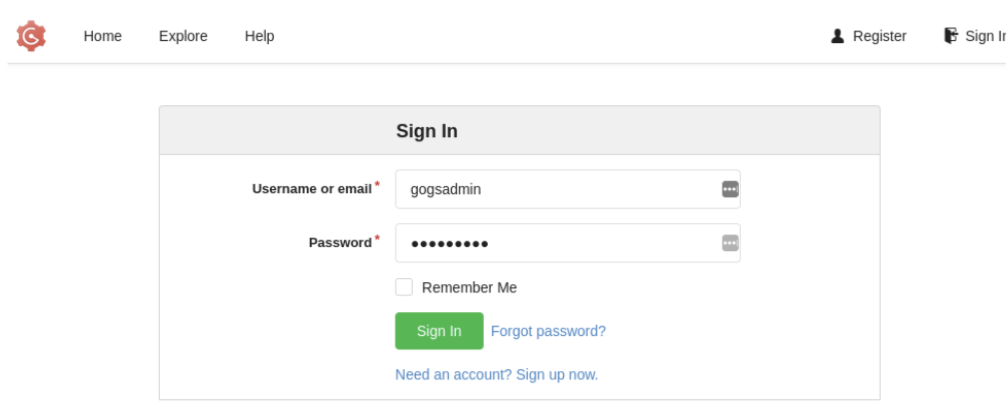 Home Explore Help Register Sign In
Sign In
Username or email*
gogsadmin
Password*
•••••••••
Remember Me
Sign In Forgot password?
Need an account? Sign up now.